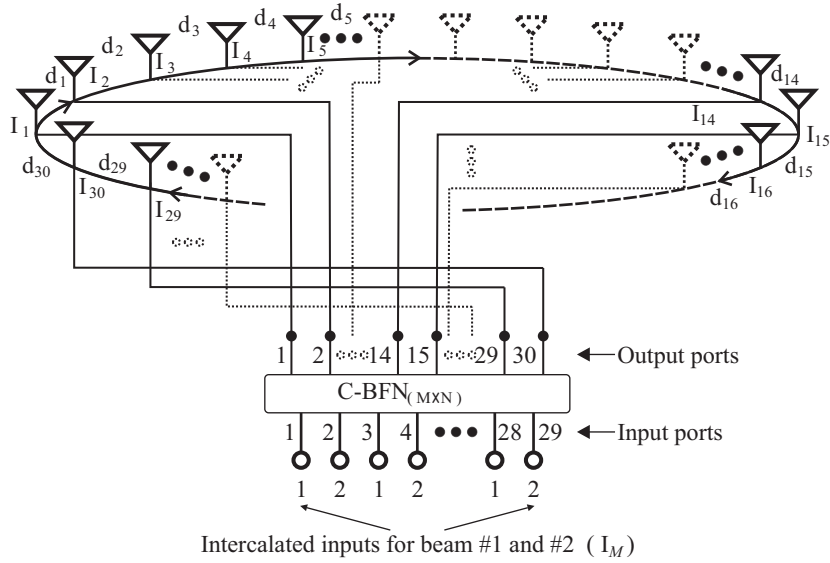 d₁ d₂ d₃ d₄ d₅
I₁ I₂ I₃ I₄ I₅
d₁₄
I₁₄ I₁₅
d₃₀ d₂₉ d₁₅
I₃₀ I₂₉ I₁₆ d₁₆
1 2 14 15 29 30 Output ports
C-BFN(MXN)
1 2 3 4 28 29 Input ports
1 2 1 2 1 2
Intercalated inputs for beam #1 and #2 ( I_M )